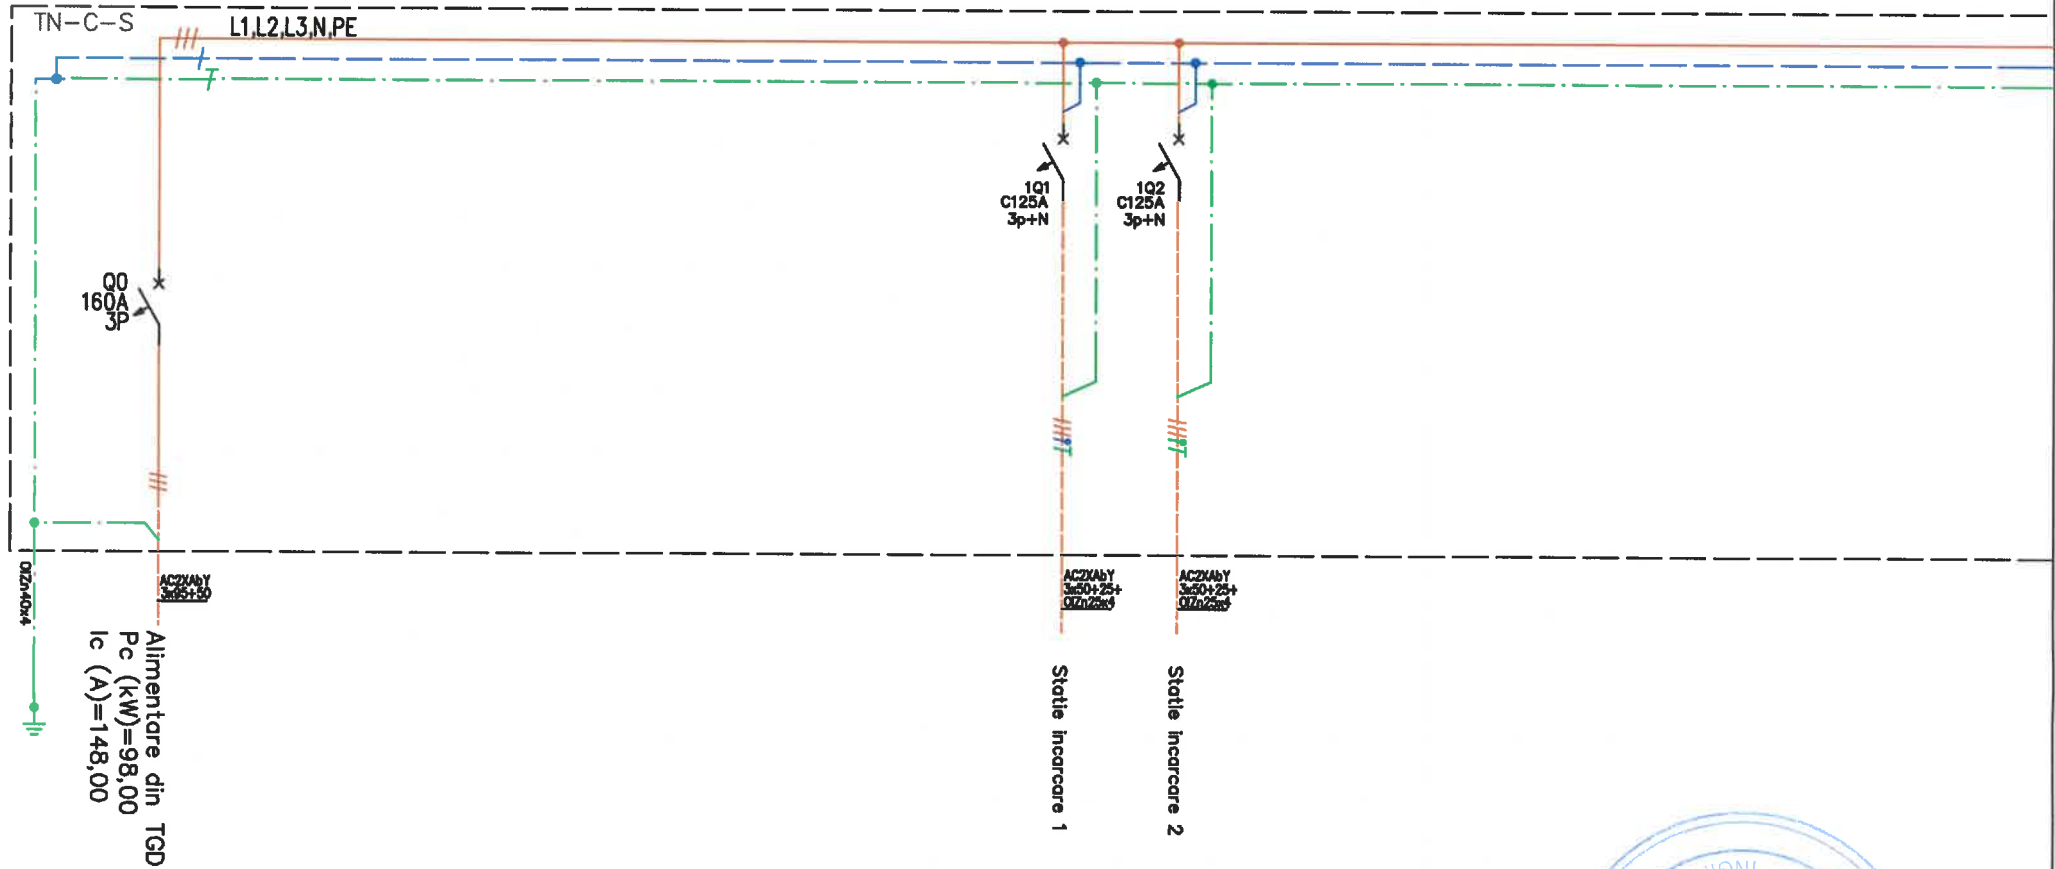 TN-C-S
L1,L2,L3,N,PE
Q0
160A
3P
1Q1
C125A
3p+N
1Q2
C125A
3p+N
OlZn40x4
AC2XAbY
3x95+50
AC2XAbY
3x50+25+
OlZn25x4
AC2XAbY
3x50+25+
OlZn25x4
Alimentare din TGD
Pc (kW)=98,00
Ic (A)=148,00
Statie incarcare 1
Statie incarcare 2